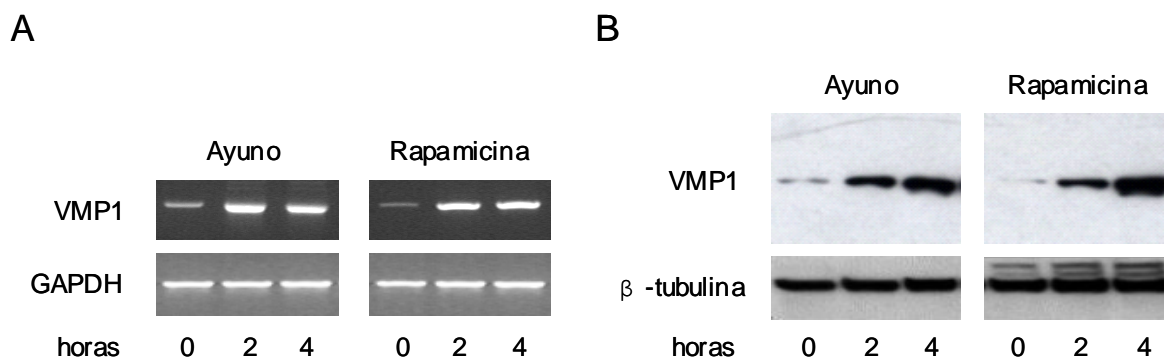 A
Ayuno Rapamicina
VMP1
GAPDH
horas 0 2 4 0 2 4
B
Ayuno Rapamicina
VMP1
β -tubulina
horas 0 2 4 0 2 4